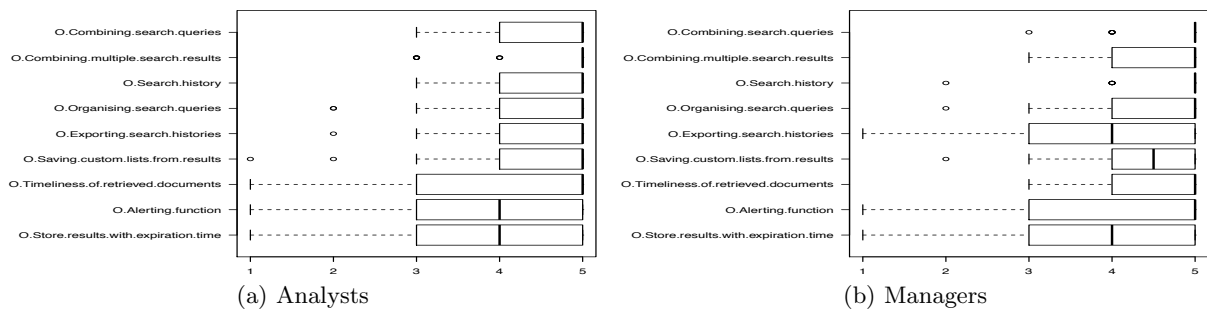 O.Combining.search.queries
O.Combining.multiple.search.results
O.Search.history
O.Organising.search.queries
O.Exporting.search.histories
O.Saving.custom.lists.from.results
O.Timeliness.of.retrieved.documents
O.Alerting.function
O.Store.results.with.expiration.time
1 2 3 4 5
(a) Analysts
O.Combining.search.queries
O.Combining.multiple.search.results
O.Search.history
O.Organising.search.queries
O.Exporting.search.histories
O.Saving.custom.lists.from.results
O.Timeliness.of.retrieved.documents
O.Alerting.function
O.Store.results.with.expiration.time
1 2 3 4 5
(b) Managers